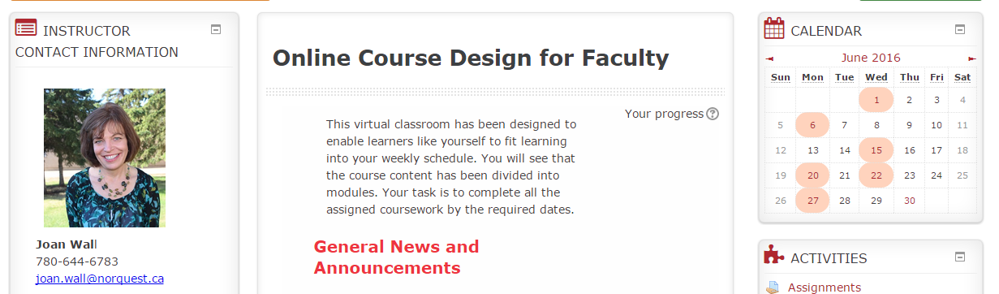 INSTRUCTOR
CONTACT INFORMATION
Joan Wall
780-644-6783
joan.wall@norquest.ca
Online Course Design for Faculty
Your progress
This virtual classroom has been designed to
enable learners like yourself to fit learning
into your weekly schedule. You will see that
the course content has been divided into
modules. Your task is to complete all the
assigned coursework by the required dates.
General News and
Announcements
CALENDAR
◄ June 2016 ►
Sun Mon Tue Wed Thu Fri Sat
1 2 3 4
5 6 7 8 9 10 11
12 13 14 15 16 17 18
19 20 21 22 23 24 25
26 27 28 29 30
ACTIVITIES
Assignments